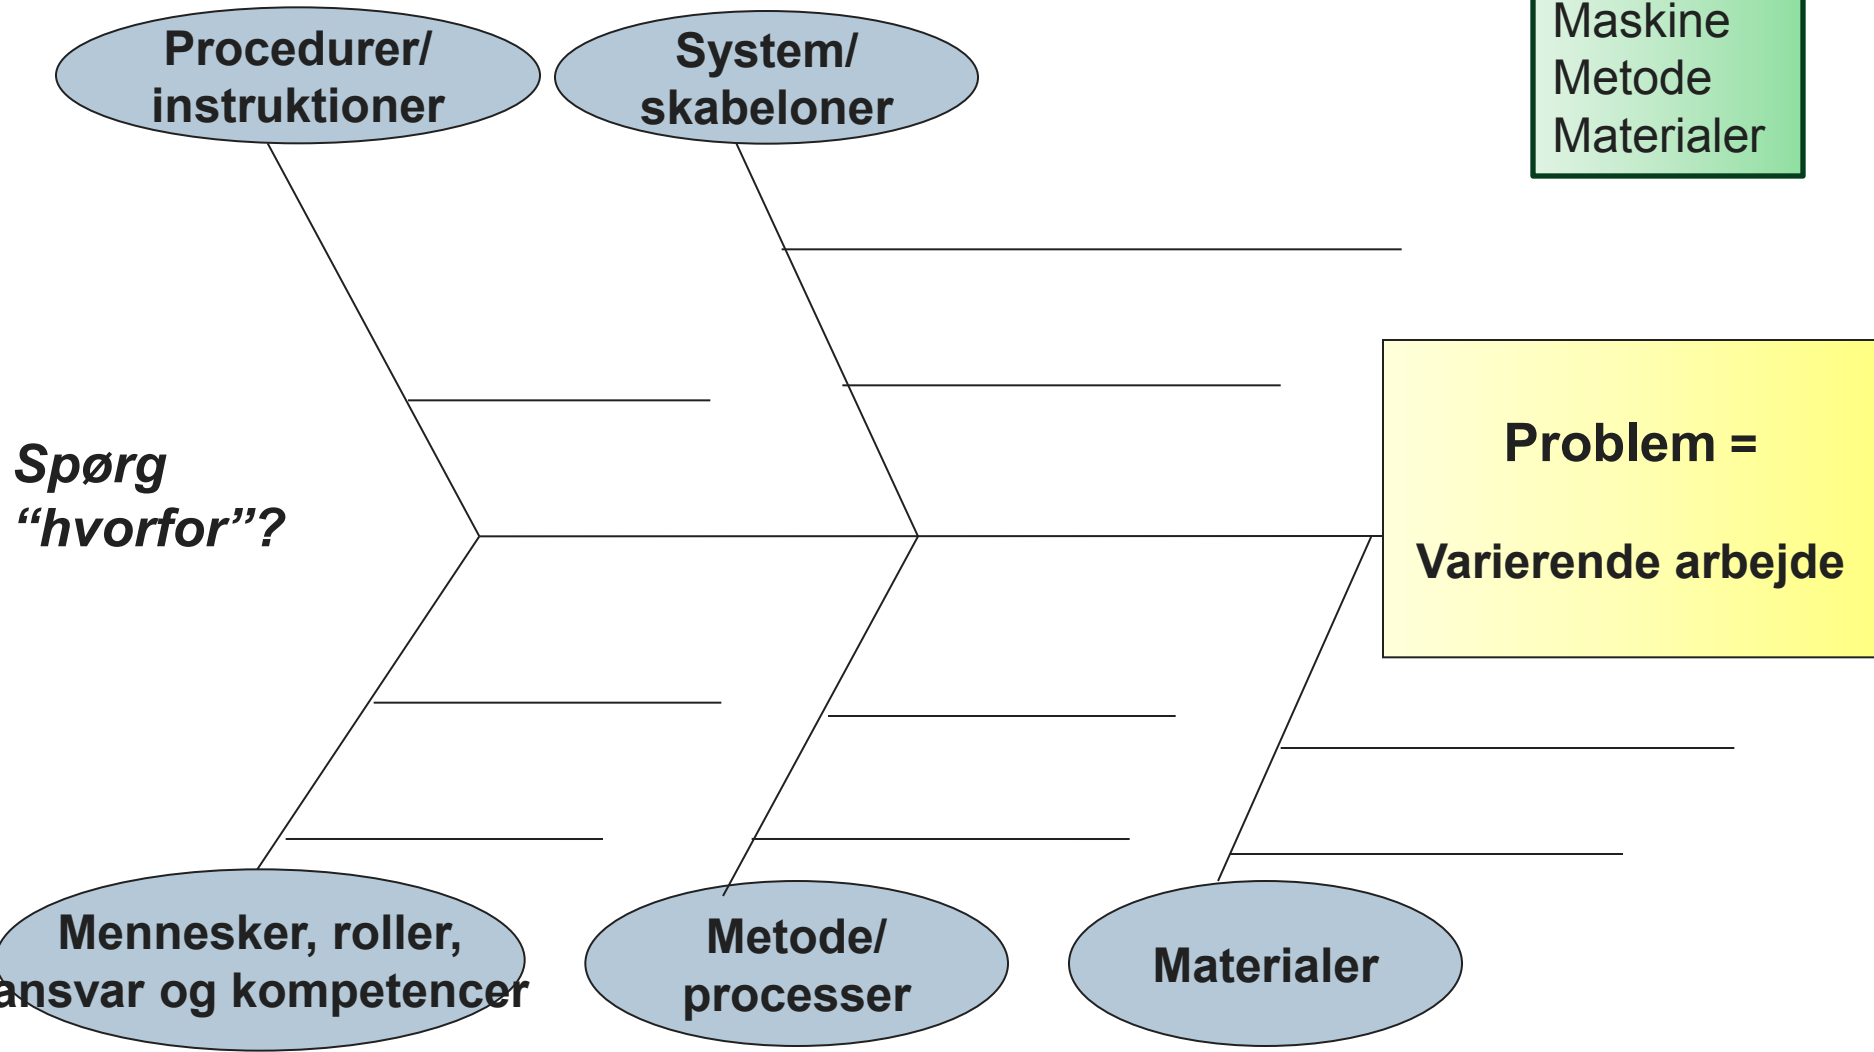 Maskine
Metode
Materialer
Procedurer/
instruktioner
System/
skabeloner
Spørg
“hvorfor”?
Problem =
Varierende arbejde
Mennesker, roller,
ansvar og kompetencer
Metode/
processer
Materialer